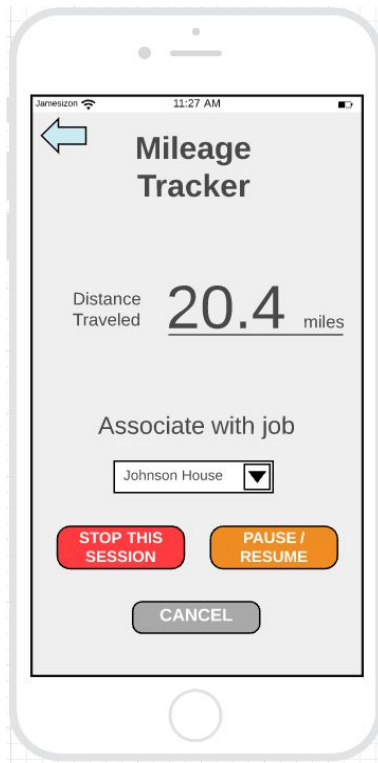 Jamesizon 11:27 AM
Mileage
Tracker
Distance
Traveled
20.4 miles
Associate with job
Johnson House
STOP THIS
SESSION
PAUSE /
RESUME
CANCEL